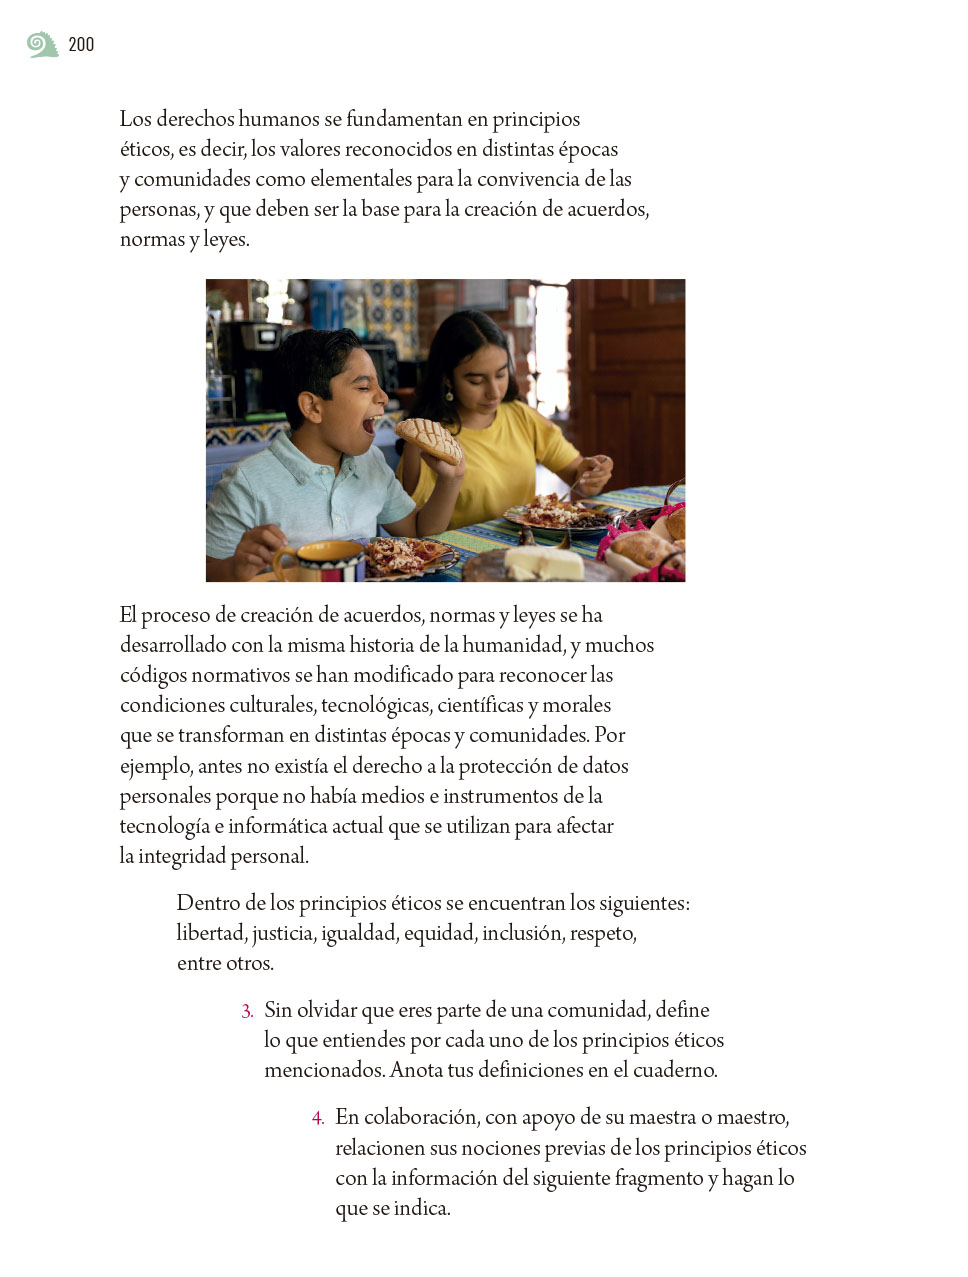 200
Los derechos humanos se fundamentan en principios
éticos, es decir, los valores reconocidos en distintas épocas
y comunidades como elementales para la convivencia de las
personas, y que deben ser la base para la creación de acuerdos,
normas y leyes.
El proceso de creación de acuerdos, normas y leyes se ha
desarrollado con la misma historia de la humanidad, y muchos
códigos normativos se han modificado para reconocer las
condiciones culturales, tecnológicas, científicas y morales
que se transforman en distintas épocas y comunidades. Por
ejemplo, antes no existía el derecho a la protección de datos
personales porque no había medios e instrumentos de la
tecnología e informática actual que se utilizan para afectar
la integridad personal.
Dentro de los principios éticos se encuentran los siguientes:
libertad, justicia, igualdad, equidad, inclusión, respeto,
entre otros.
3. Sin olvidar que eres parte de una comunidad, define
lo que entiendes por cada uno de los principios éticos
mencionados. Anota tus definiciones en el cuaderno.
4. En colaboración, con apoyo de su maestra o maestro,
relacionen sus nociones previas de los principios éticos
con la información del siguiente fragmento y hagan lo
que se indica.